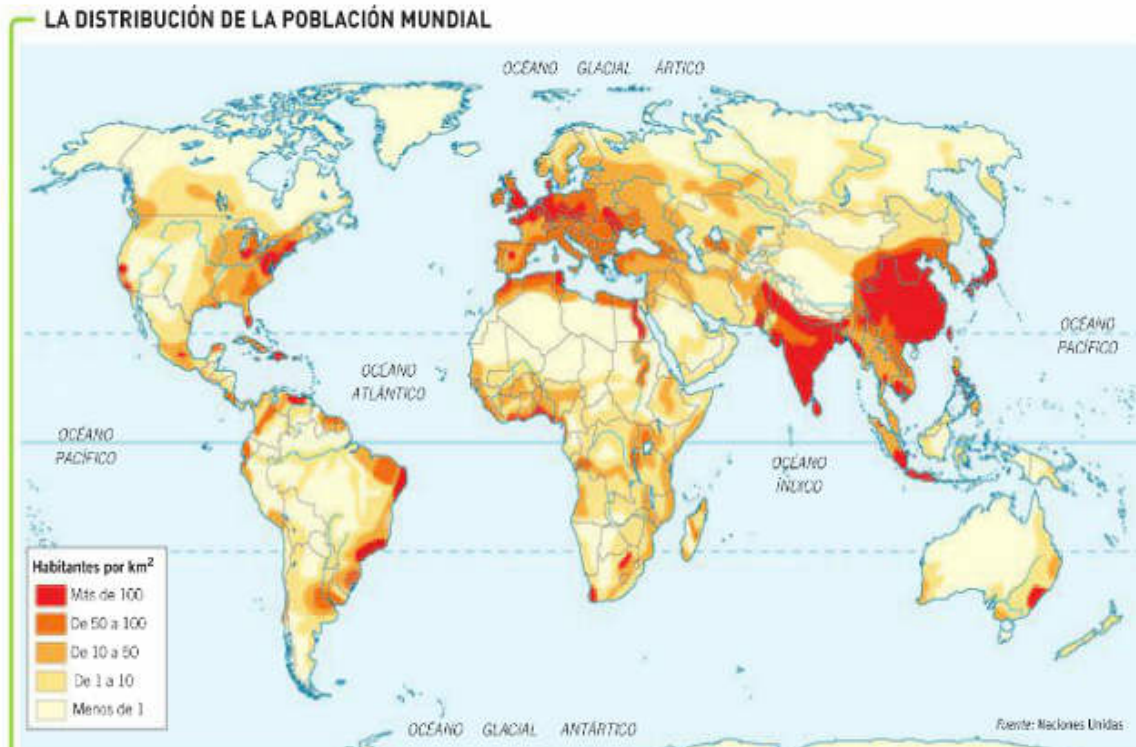 LA DISTRIBUCIÓN DE LA POBLACIÓN MUNDIAL
OCÉANO GLACIAL ÁRTICO
OCÉANO
PACÍFICO
OCÉANO
ATLÁNTICO
OCÉANO
PACÍFICO
OCÉANO
ÍNDICO
Habitantes por km²
Más de 100
De 50 a 100
De 10 a 50
De 1 a 10
Menos de 1
OCÉANO GLACIAL ANTÁRTICO
Fuente: Naciones Unidas